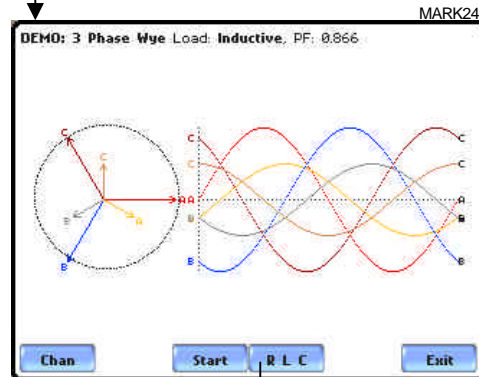 MARK24
DEMO: 3 Phase Wye Load: Inductive, PF: 0.866
C C C
C C
A A A
B A B B
B B B
Chan Start R L C Exit